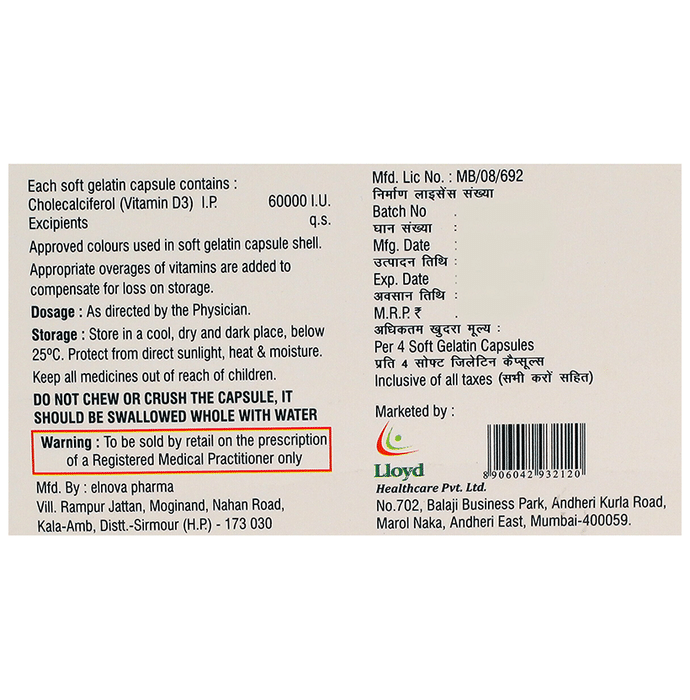 Each soft gelatin capsule contains :
Cholecalciferol (Vitamin D3) I.P. 60000 I.U.
Excipients q.s.
Approved colours used in soft gelatin capsule shell.
Appropriate overages of vitamins are added to
compensate for loss on storage.
Dosage : As directed by the Physician.
Storage : Store in a cool, dry and dark place, below
25ºC. Protect from direct sunlight, heat & moisture.
Keep all medicines out of reach of children.
DO NOT CHEW OR CRUSH THE CAPSULE, IT
SHOULD BE SWALLOWED WHOLE WITH WATER
Warning : To be sold by retail on the prescription
of a Registered Medical Practitioner only
Mfd. By : elnova pharma
Vill. Rampur Jattan, Moginand, Nahan Road,
Kala-Amb, Distt.-Sirmour (H.P.) - 173 030
Mfd. Lic No. : MB/08/692
निर्माण लाइसेंस संख्या
Batch No :
घान संख्या :
Mfg. Date :
उत्पादन तिथि :
Exp. Date :
अवसान तिथि :
M.R.P. ₹ .
अधिकतम खुदरा मूल्य :
Per 4 Soft Gelatin Capsules
प्रति 4 सोफ्ट जिलेटिन कैप्सूल्स
Inclusive of all taxes (सभी करों सहित)
Marketed by :
Lloyd
Healthcare Pvt. Ltd.
8 906042 932120
No.702, Balaji Business Park, Andheri Kurla Road,
Marol Naka, Andheri East, Mumbai-400059.